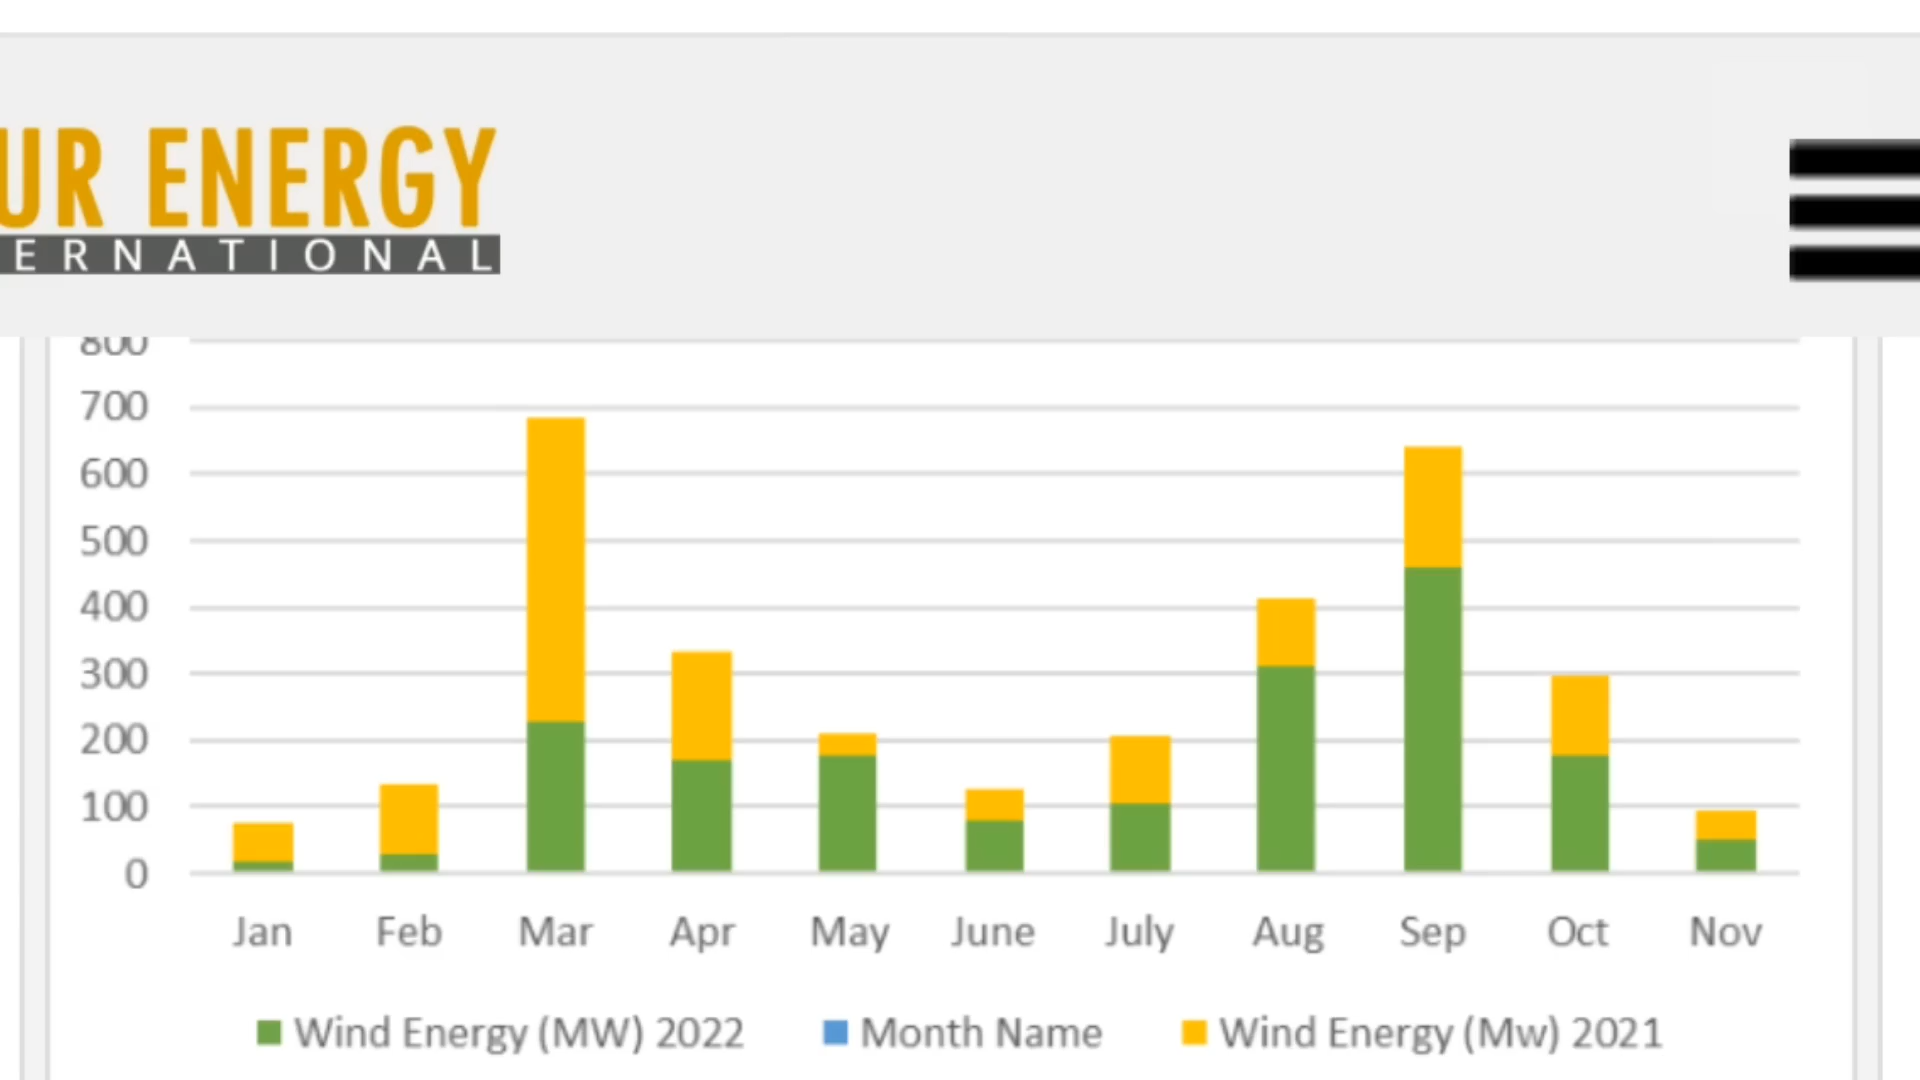 UR ENERGY
ERNATIONAL
800
700
600
500
400
300
200
100
0
Jan Feb Mar Apr May June July Aug Sep Oct Nov
Wind Energy (MW) 2022 Month Name Wind Energy (Mw) 2021